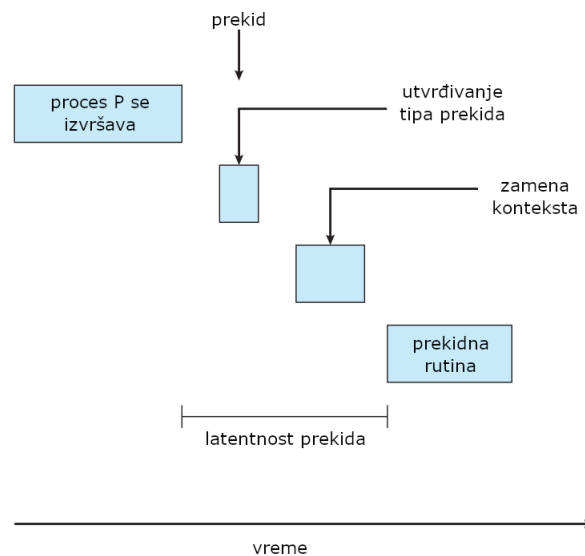 prekid
proces P se
izvršava
utvrđivanje
tipa prekida
zamena
konteksta
prekidna
rutina
latentnost prekida
vreme